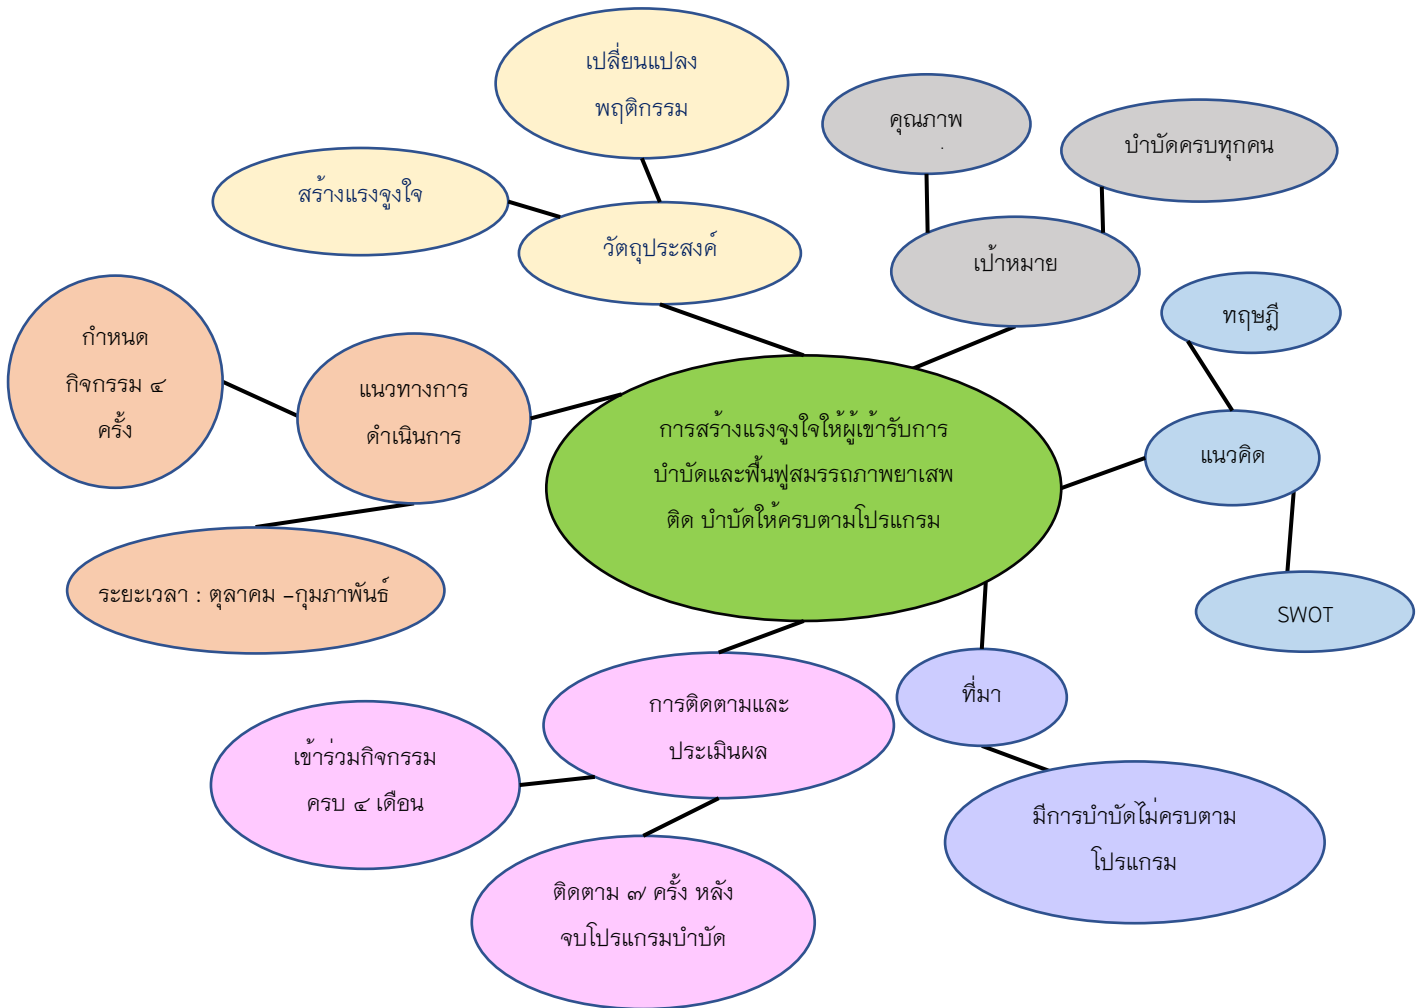 เปลี่ยนแปลง
พฤติกรรม
คุณภาพ
บำบัดครบทุกคน
สร้างแรงจูงใจ
วัตถุประสงค์
เป้าหมาย
ทฤษฎี
กำหนด
กิจกรรม ๔
ครั้ง
แนวทางการ
ดำเนินการ
การสร้างแรงจูงใจให้ผู้เข้ารับการ
บำบัดและฟื้นฟูสมรรถภาพยาเสพ
ติด บำบัดให้ครบตามโปรแกรม
แนวคิด
ระยะเวลา : ตุลาคม –กุมภาพันธ์
SWOT
การติดตามและ
ประเมินผล
ที่มา
เข้าร่วมกิจกรรม
ครบ ๔ เดือน
มีการบำบัดไม่ครบตาม
โปรแกรม
ติดตาม ๗ ครั้ง หลัง
จบโปรแกรมบำบัด